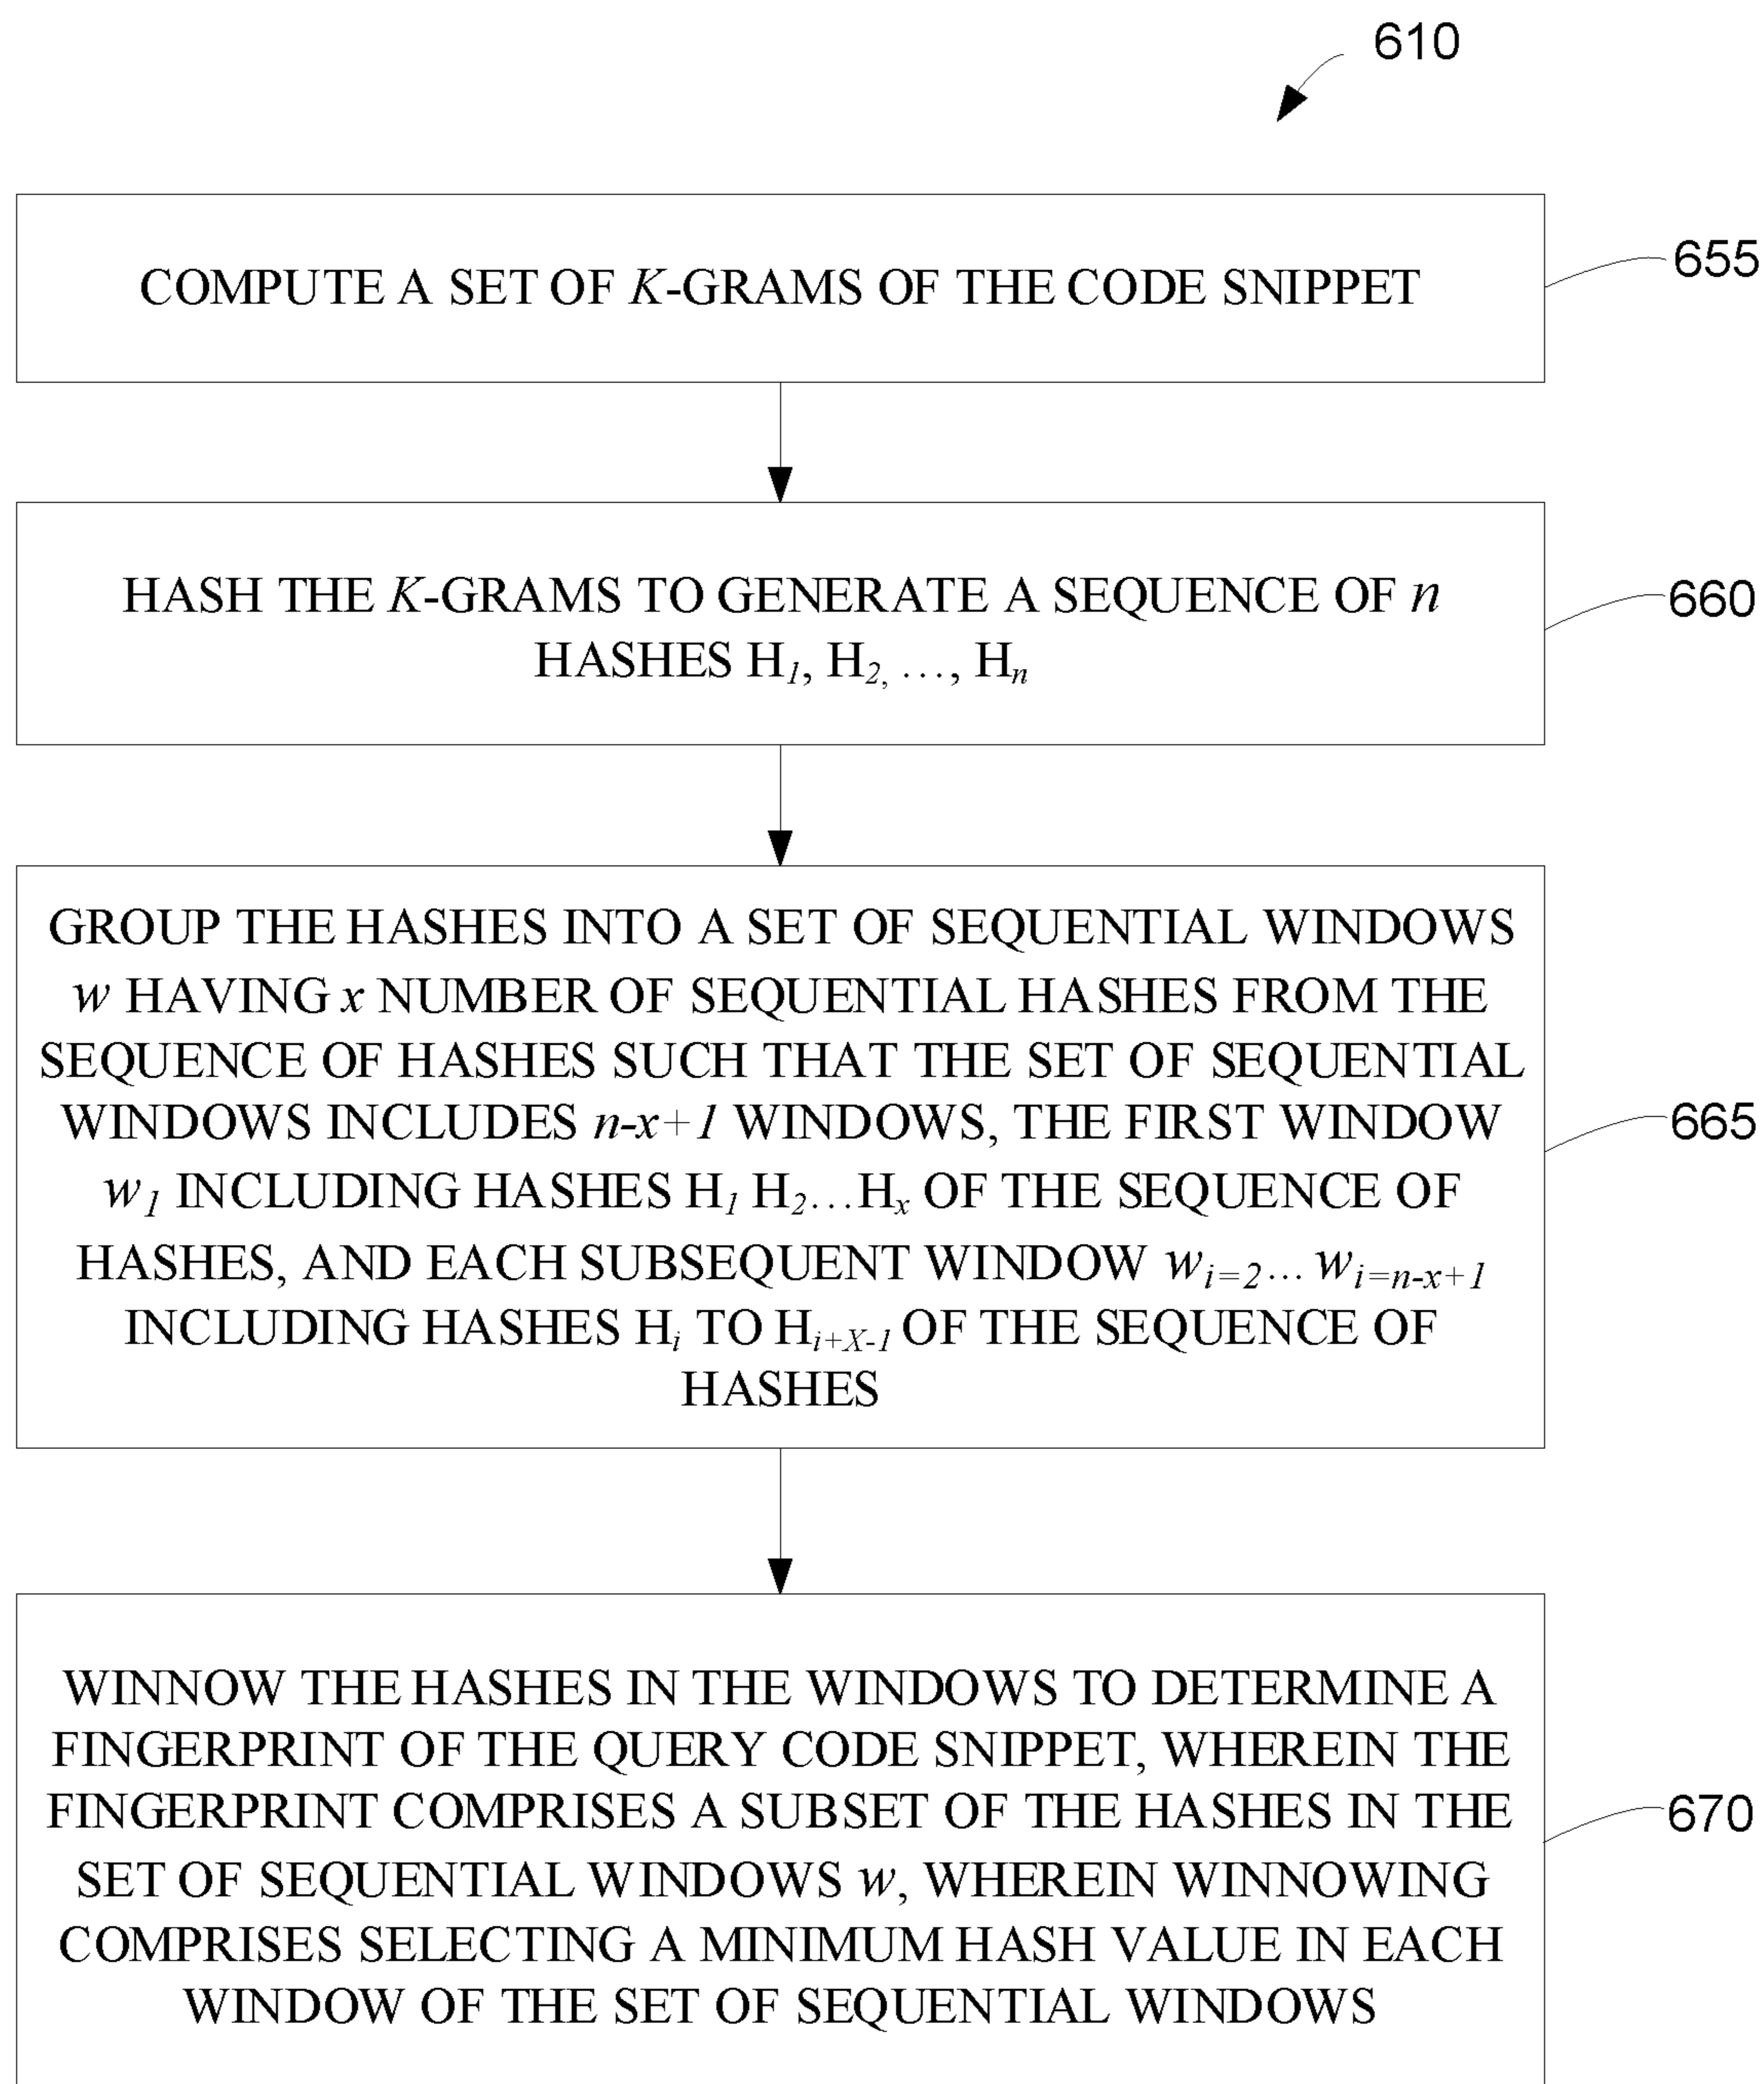 610
COMPUTE A SET OF K-GRAMS OF THE CODE SNIPPET
655
HASH THE K-GRAMS TO GENERATE A SEQUENCE OF n
HASHES H1, H2, …, Hn
660
GROUP THE HASHES INTO A SET OF SEQUENTIAL WINDOWS
w HAVING x NUMBER OF SEQUENTIAL HASHES FROM THE
SEQUENCE OF HASHES SUCH THAT THE SET OF SEQUENTIAL
WINDOWS INCLUDES n-x+1 WINDOWS, THE FIRST WINDOW
w1 INCLUDING HASHES H1 H2…Hx OF THE SEQUENCE OF
HASHES, AND EACH SUBSEQUENT WINDOW wi=2… wi=n-x+1
INCLUDING HASHES Hi TO Hi+X-1 OF THE SEQUENCE OF
HASHES
665
WINNOW THE HASHES IN THE WINDOWS TO DETERMINE A
FINGERPRINT OF THE QUERY CODE SNIPPET, WHEREIN THE
FINGERPRINT COMPRISES A SUBSET OF THE HASHES IN THE
SET OF SEQUENTIAL WINDOWS w, WHEREIN WINNOWING
COMPRISES SELECTING A MINIMUM HASH VALUE IN EACH
WINDOW OF THE SET OF SEQUENTIAL WINDOWS
670